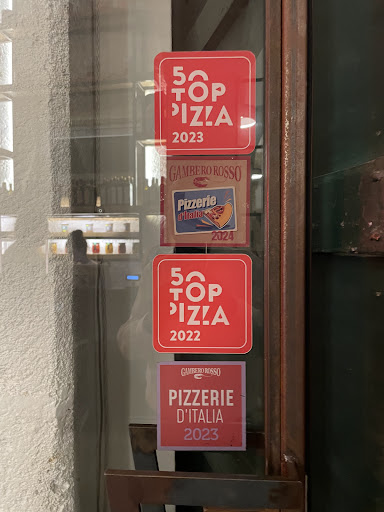 50
TOP
PIZZA
2023
GAMBERO ROSSO
Pizzerie
d'Italia
2024
50
TOP
PIZZA
2022
GAMBERO ROSSO
PIZZERIE
D'ITALIA
2023